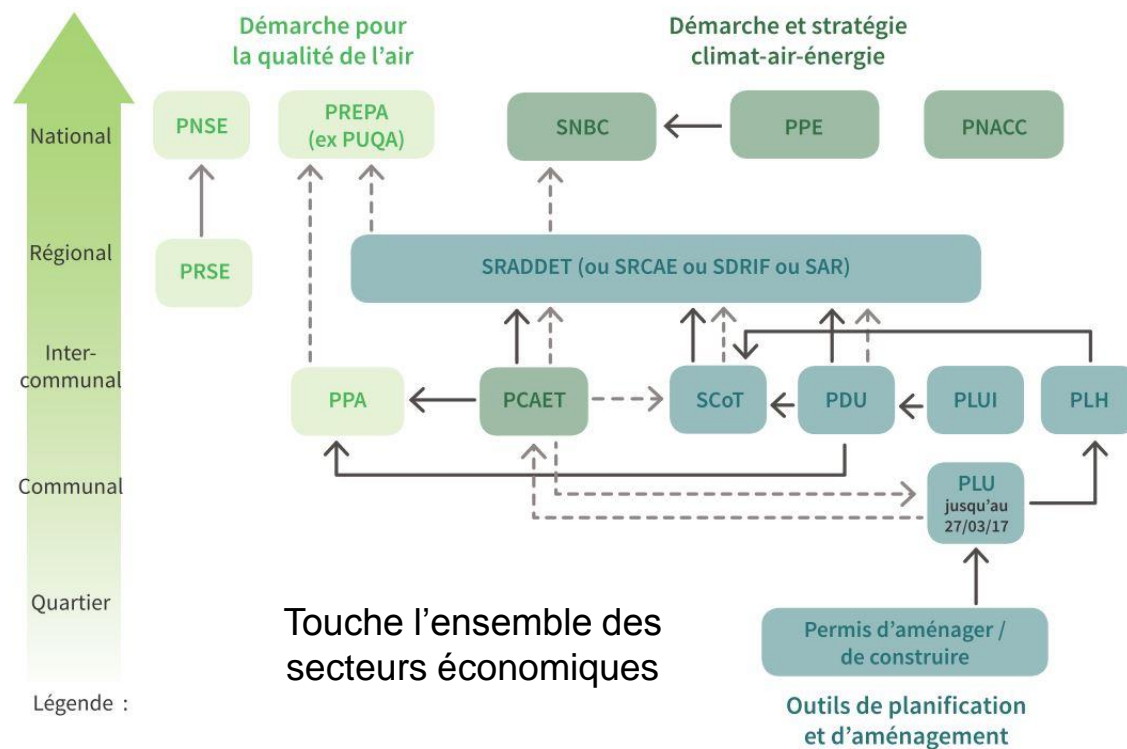 Démarche pour
la qualité de l'air
Démarche et stratégie
climat-air-énergie
National
PNSE
PREPA
(ex PUQA)
SNBC
PPE
PNACC
Régional
PRSE
SRADDET (ou SRCAE ou SDRIF ou SAR)
Inter-
communal
PPA
PCAET
SCoT
PDU
PLUI
PLH
Communal
PLU
jusqu'au
27/03/17
Quartier
Touche l'ensemble des
secteurs économiques
Permis d'aménager /
de construire
Légende :
Outils de planification
et d'aménagement